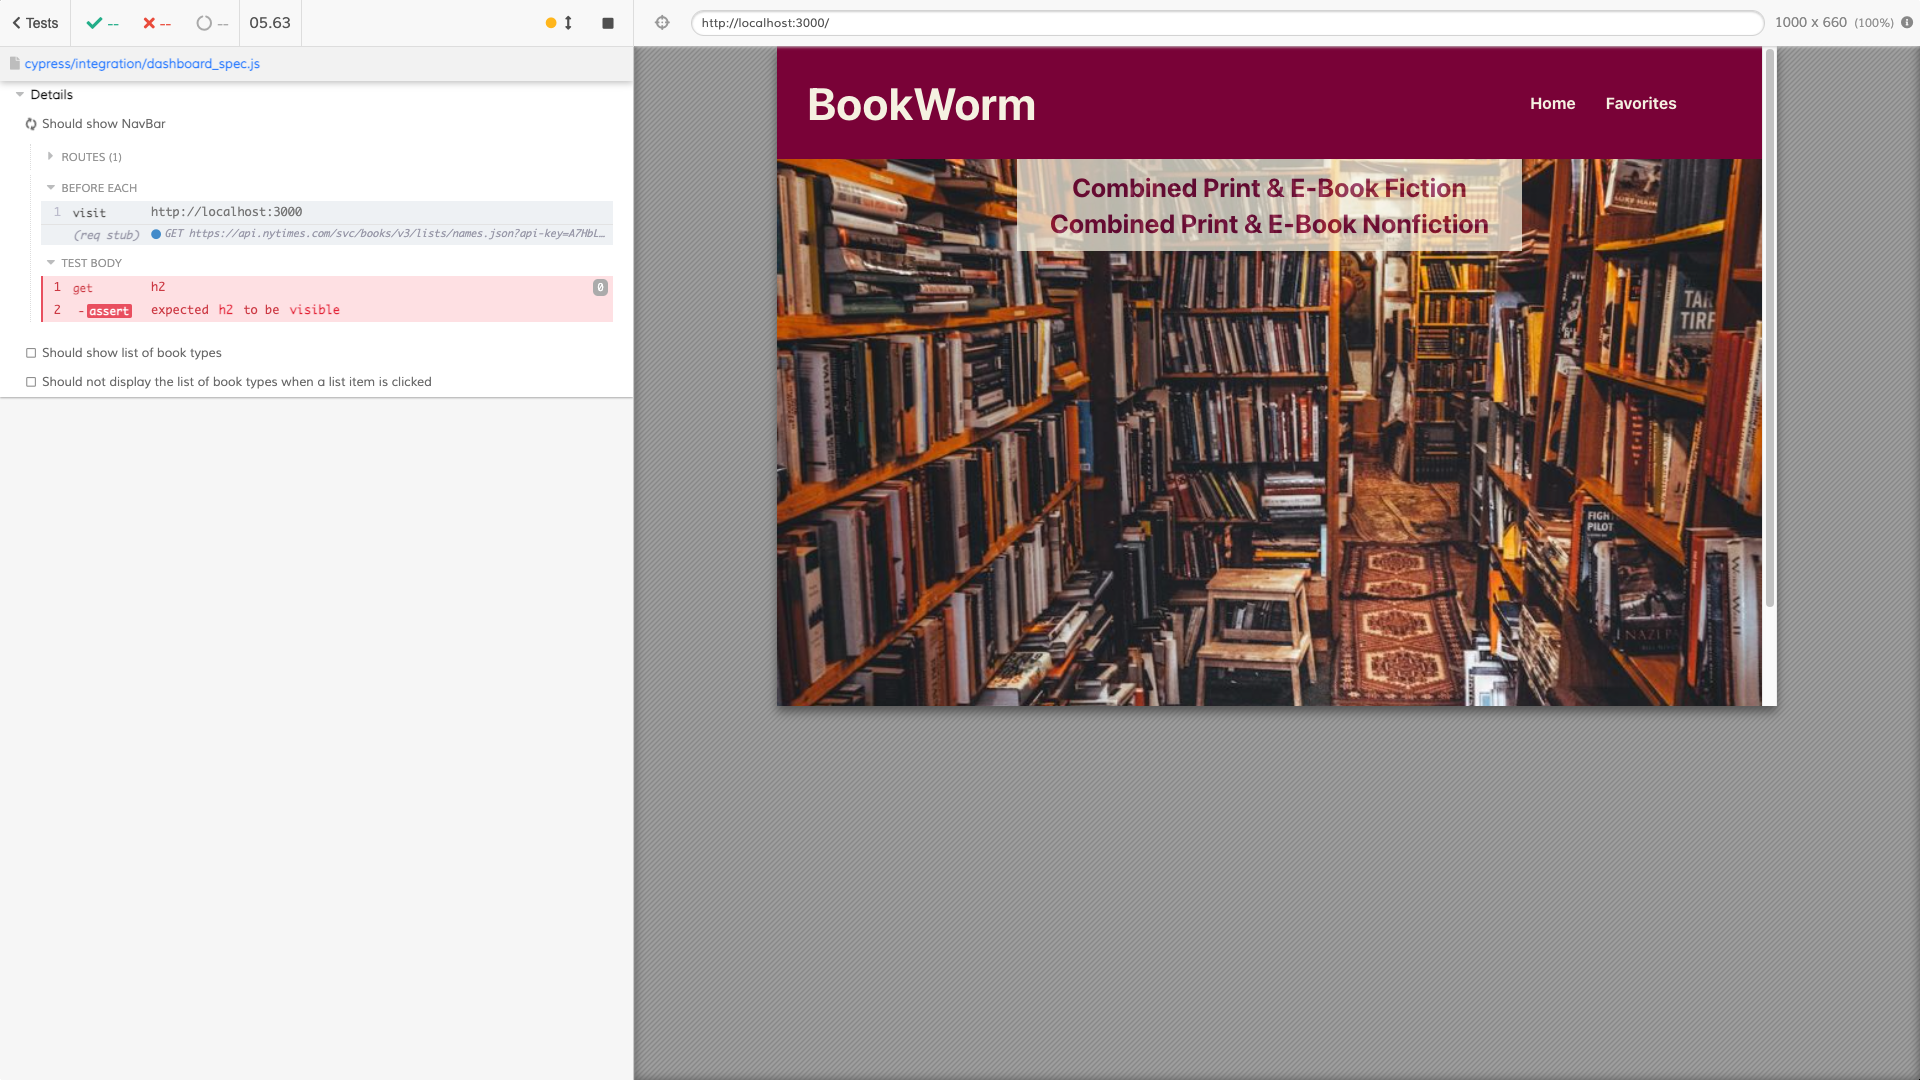 Tests
--
--
--
05.63
http://localhost:3000/
1000 x 660 (100%)
cypress/integration/dashboard_spec.js
Details
Should show NavBar
ROUTES (1)
BEFORE EACH
1 visit http://localhost:3000
(req stub) GET https://api.nytimes.com/svc/books/v3/lists/names.json?api-key=A7HbL…
TEST BODY
1 get h2 0
2 -assert expected h2 to be visible
Should show list of book types
Should not display the list of book types when a list item is clicked
BookWorm
Home Favorites
Combined Print & E-Book Fiction
Combined Print & E-Book Nonfiction
LUKE NAIN
TAR
TIRF
FIGH
PILOT
NAZI PA